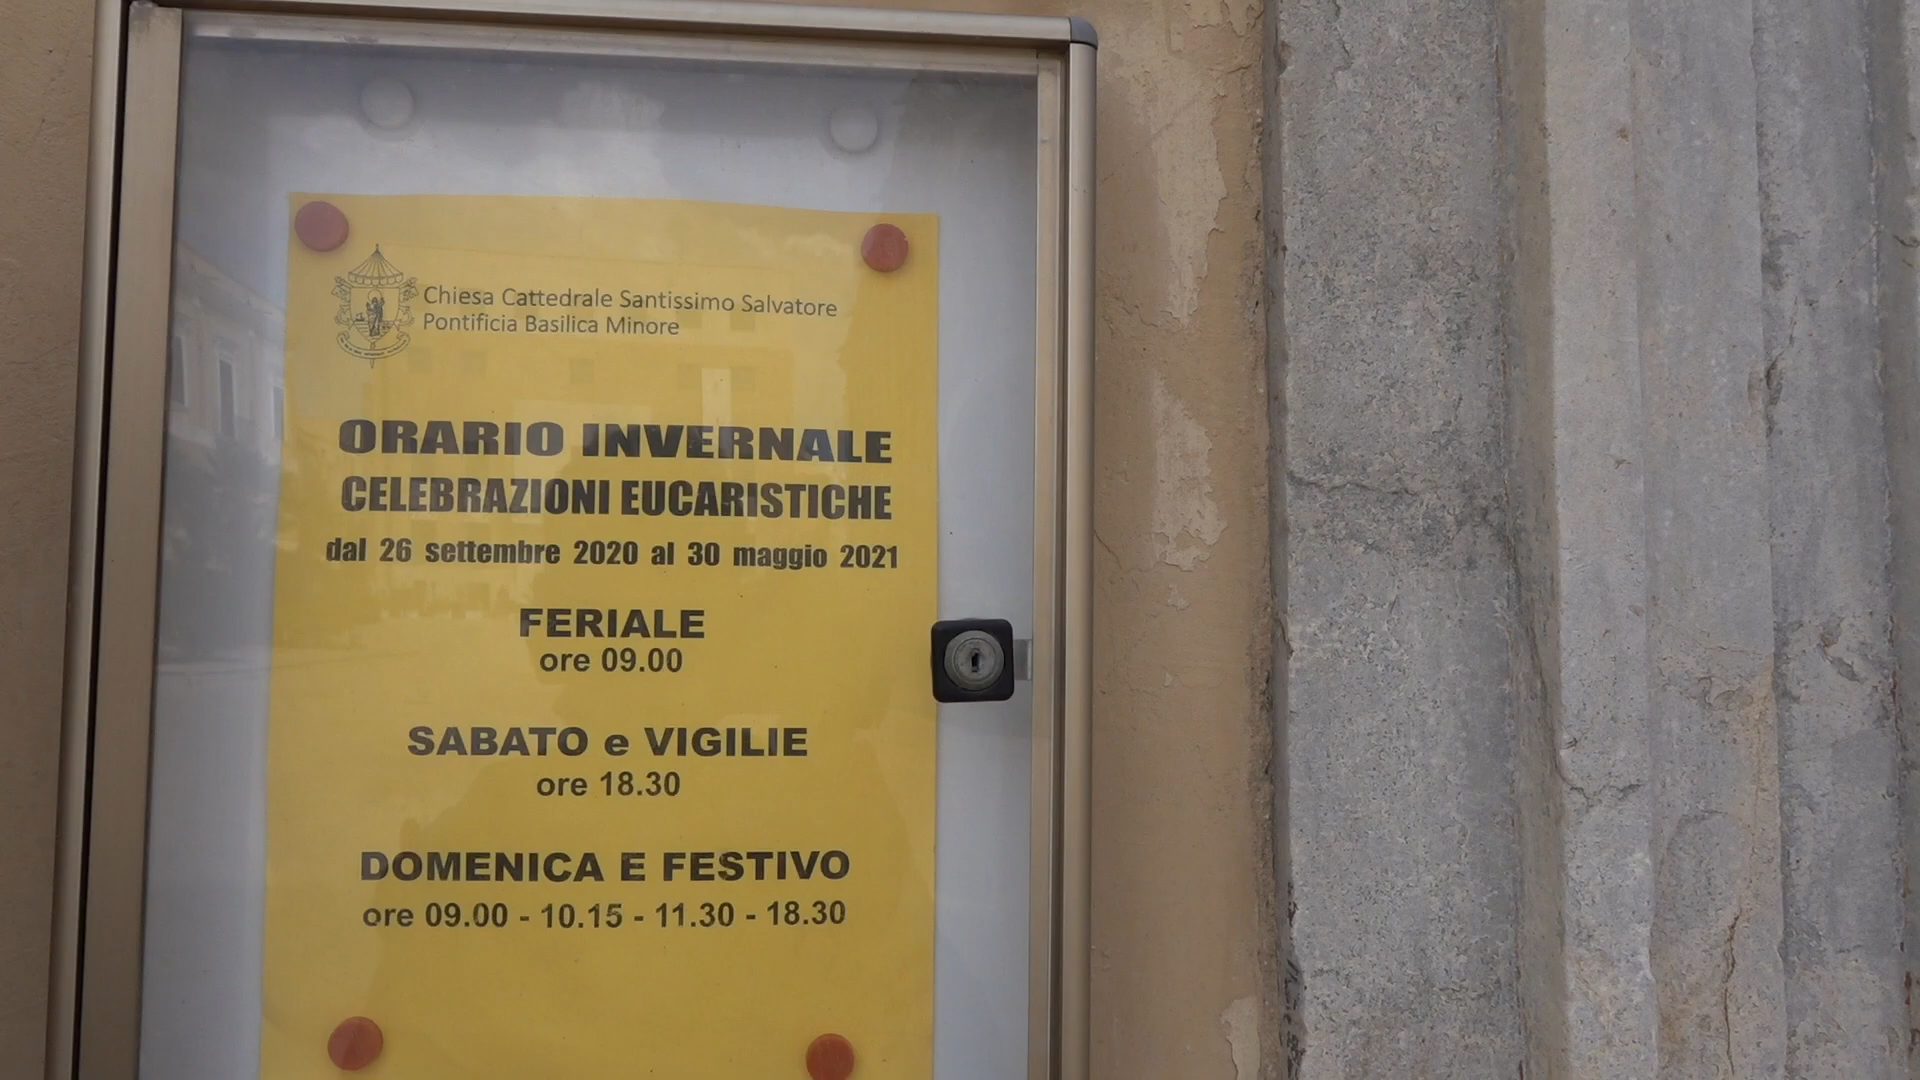 Chiesa Cattedrale Santissimo Salvatore
Pontificia Basilica Minore
ORARIO INVERNALE
CELEBRAZIONI EUCARISTICHE
dal 26 settembre 2020 al 30 maggio 2021
FERIALE
ore 09.00
SABATO e VIGILIE
ore 18.30
DOMENICA E FESTIVO
ore 09.00 - 10.15 - 11.30 - 18.30